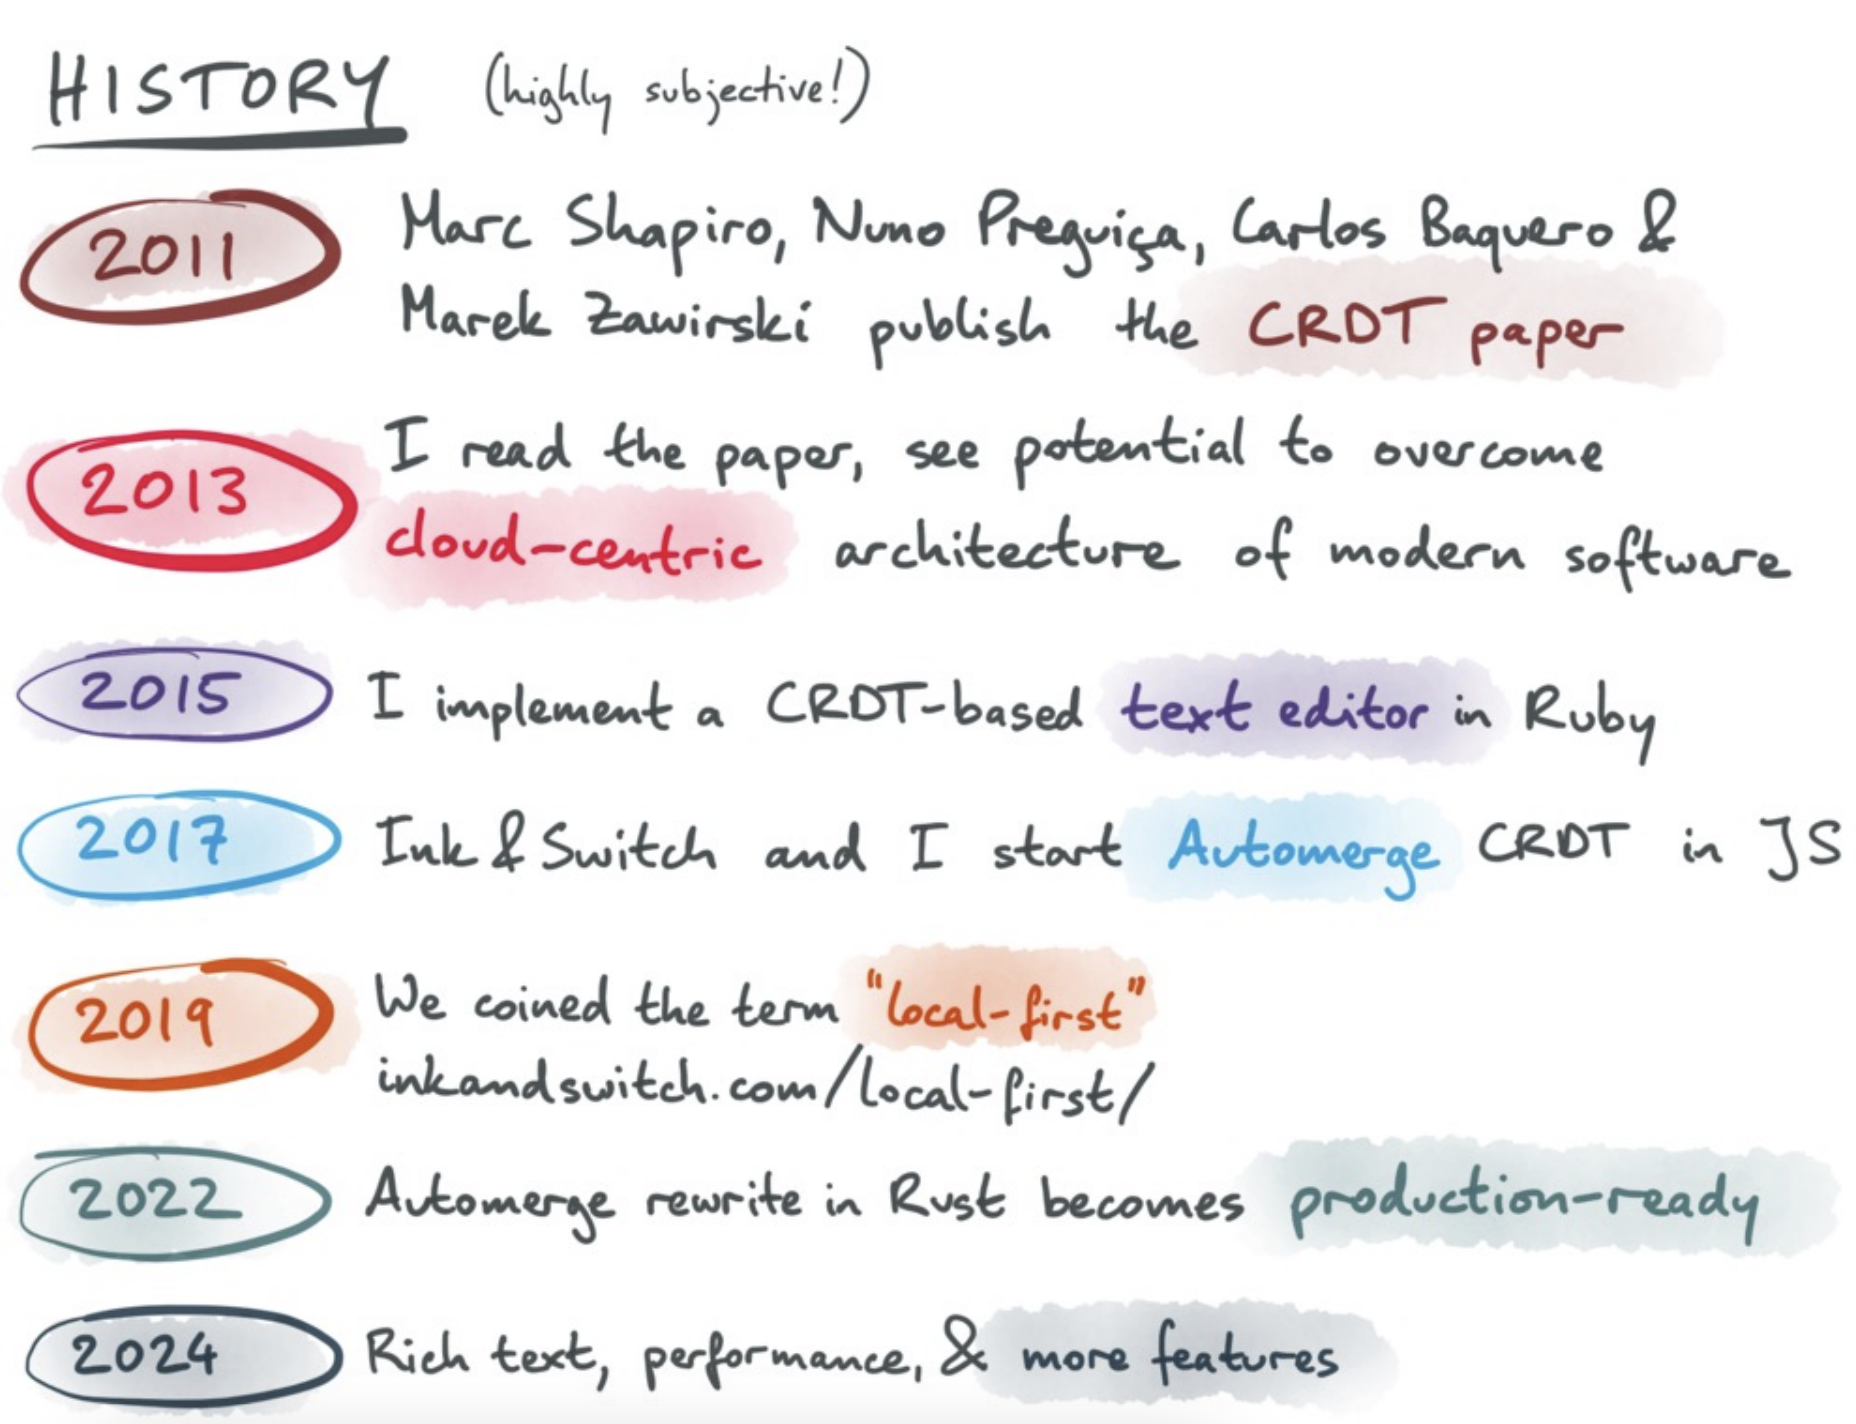 HISTORY (highly subjective!)
2011 Marc Shapiro, Nuno Preguiça, Carlos Baquero &
Marek Zawirski publish the CRDT paper
2013 I read the paper, see potential to overcome
cloud-centric architecture of modern software
2015 I implement a CRDT-based text editor in Ruby
2017 Ink & Switch and I start Automerge CRDT in JS
2019 We coined the term "local-first"
inkandswitch.com/local-first/
2022 Automerge rewrite in Rust becomes production-ready
2024 Rich text, performance, & more features